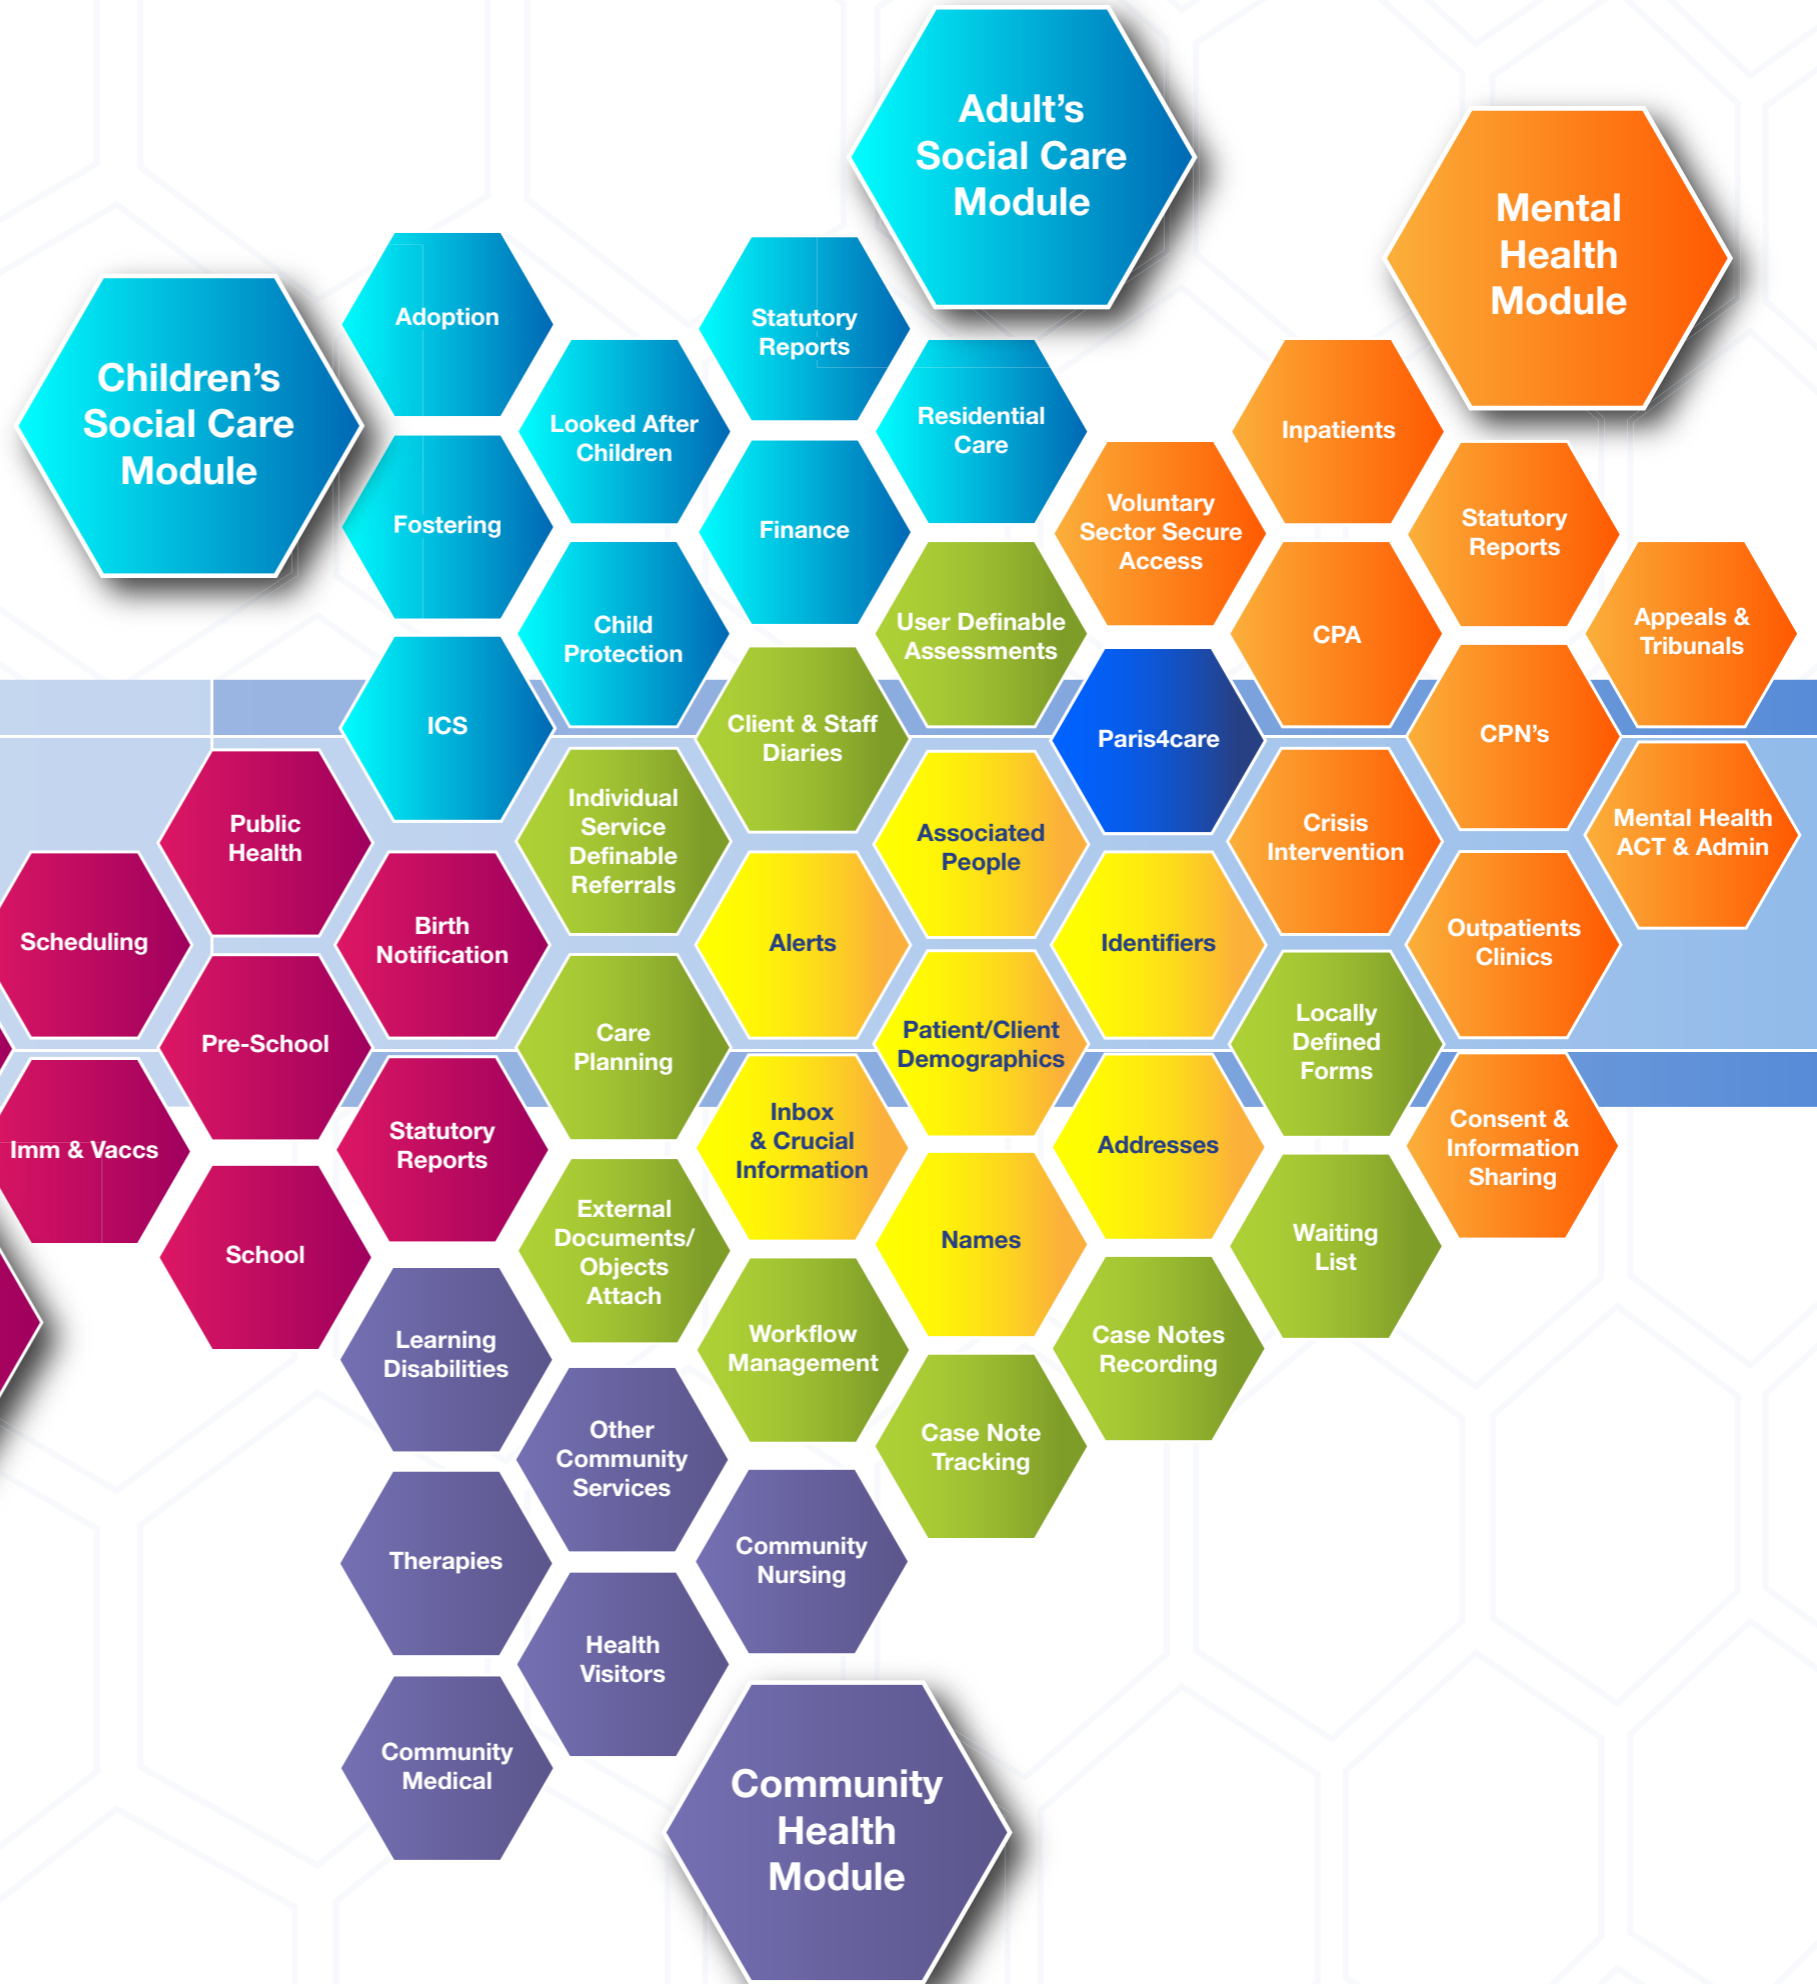 Adult’s
Social Care
Module
Mental
Health
Module
Children’s
Social Care
Module
Adoption
Statutory
Reports
Looked After
Children
Residential
Care
Inpatients
Fostering
Finance
Voluntary
Sector Secure
Access
Statutory
Reports
Child
Protection
User Definable
Assessments
CPA
Appeals &
Tribunals
ICS
Client & Staff
Diaries
Paris4care
CPN’s
Public
Health
Individual
Service
Definable
Referrals
Associated
People
Crisis
Intervention
Mental Health
ACT & Admin
Scheduling
Birth
Notification
Alerts
Identifiers
Outpatients
Clinics
Pre-School
Care
Planning
Patient/Client
Demographics
Locally
Defined
Forms
Imm & Vaccs
Statutory
Reports
Inbox
& Crucial
Information
Addresses
Consent &
Information
Sharing
School
External
Documents/
Objects
Attach
Names
Waiting
List
Learning
Disabilities
Workflow
Management
Case Notes
Recording
Other
Community
Services
Case Note
Tracking
Therapies
Community
Nursing
Health
Visitors
Community
Medical
Community
Health
Module